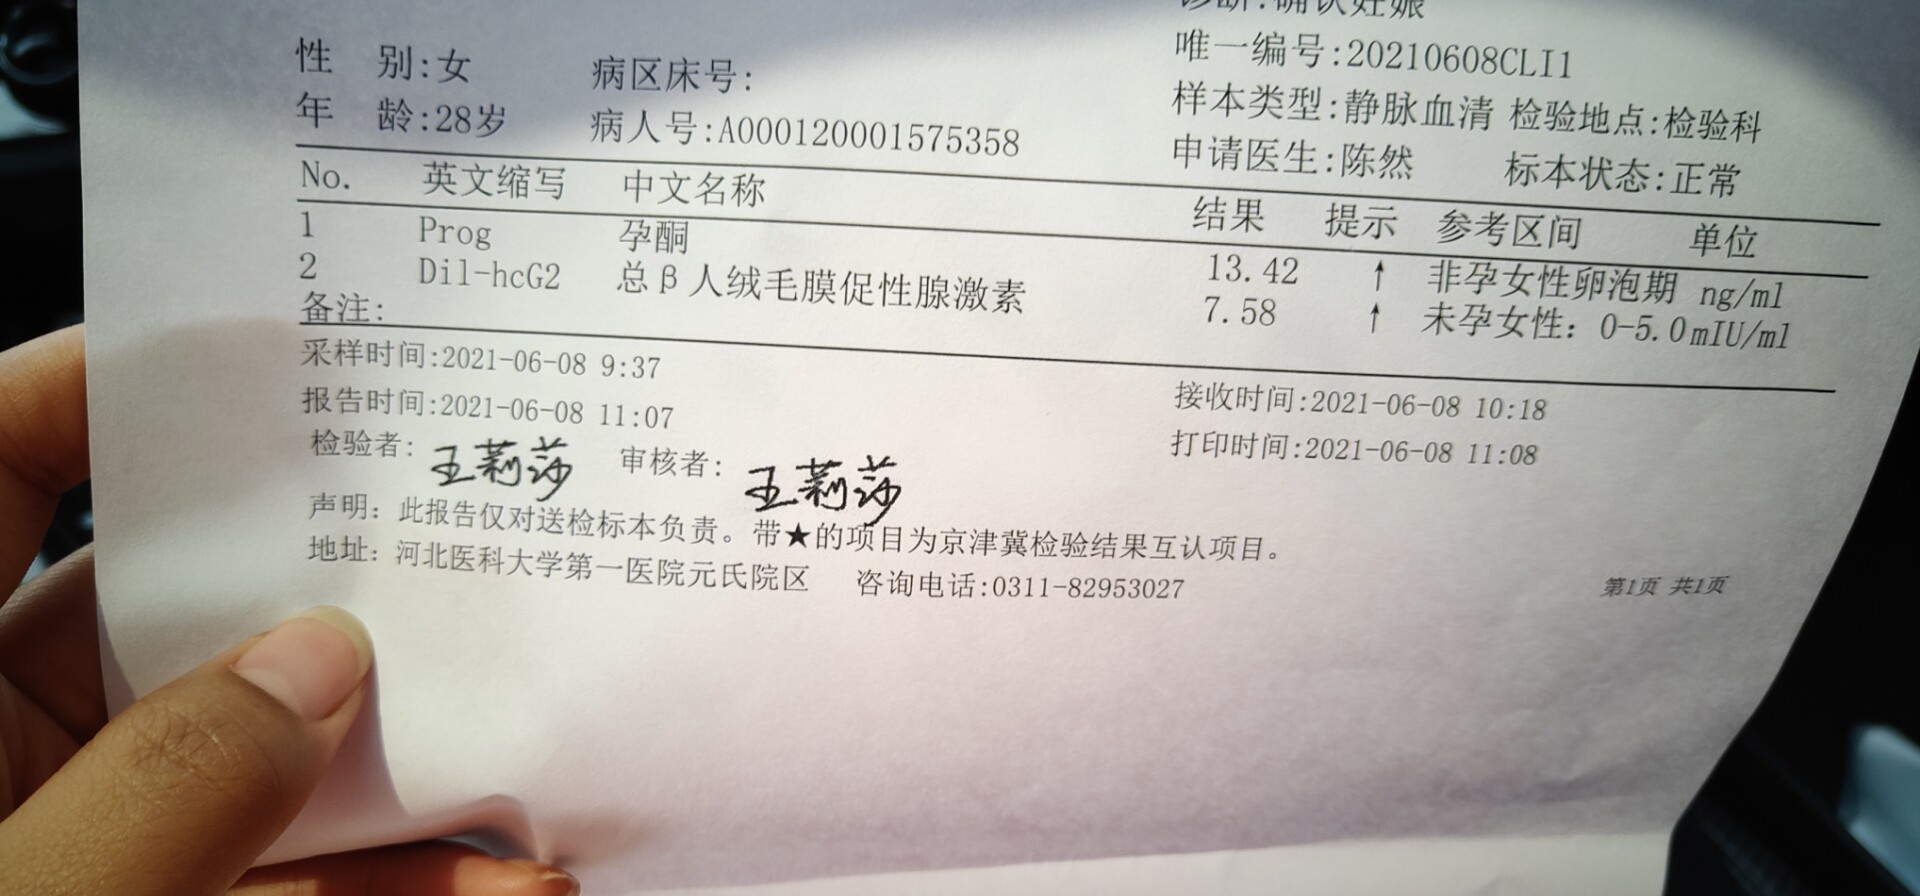 诊断:确认妊娠
性 别:女 病区床号: 唯一编号:20210608CLI1
年 龄:28岁 病人号:A000120001575358 样本类型:静脉血清 检验地点:检验科
申请医生:陈然 标本状态:正常
No. 英文缩写 中文名称 结果 提示 参考区间 单位
1 Prog 孕酮 13.42 ↑ 非孕女性卵泡期 ng/ml
2 Dil-hcG2 总β人绒毛膜促性腺激素 7.58 ↑ 未孕女性: 0-5.0 mIU/ml
备注:
采样时间:2021-06-08 9:37 接收时间:2021-06-08 10:18
报告时间:2021-06-08 11:07 打印时间:2021-06-08 11:08
检验者: 王莉莎 审核者: 王莉莎
声明: 此报告仅对送检标本负责。带★的项目为京津冀检验结果互认项目。
地址: 河北医科大学第一医院元氏院区 咨询电话:0311-82953027 第1页 共1页